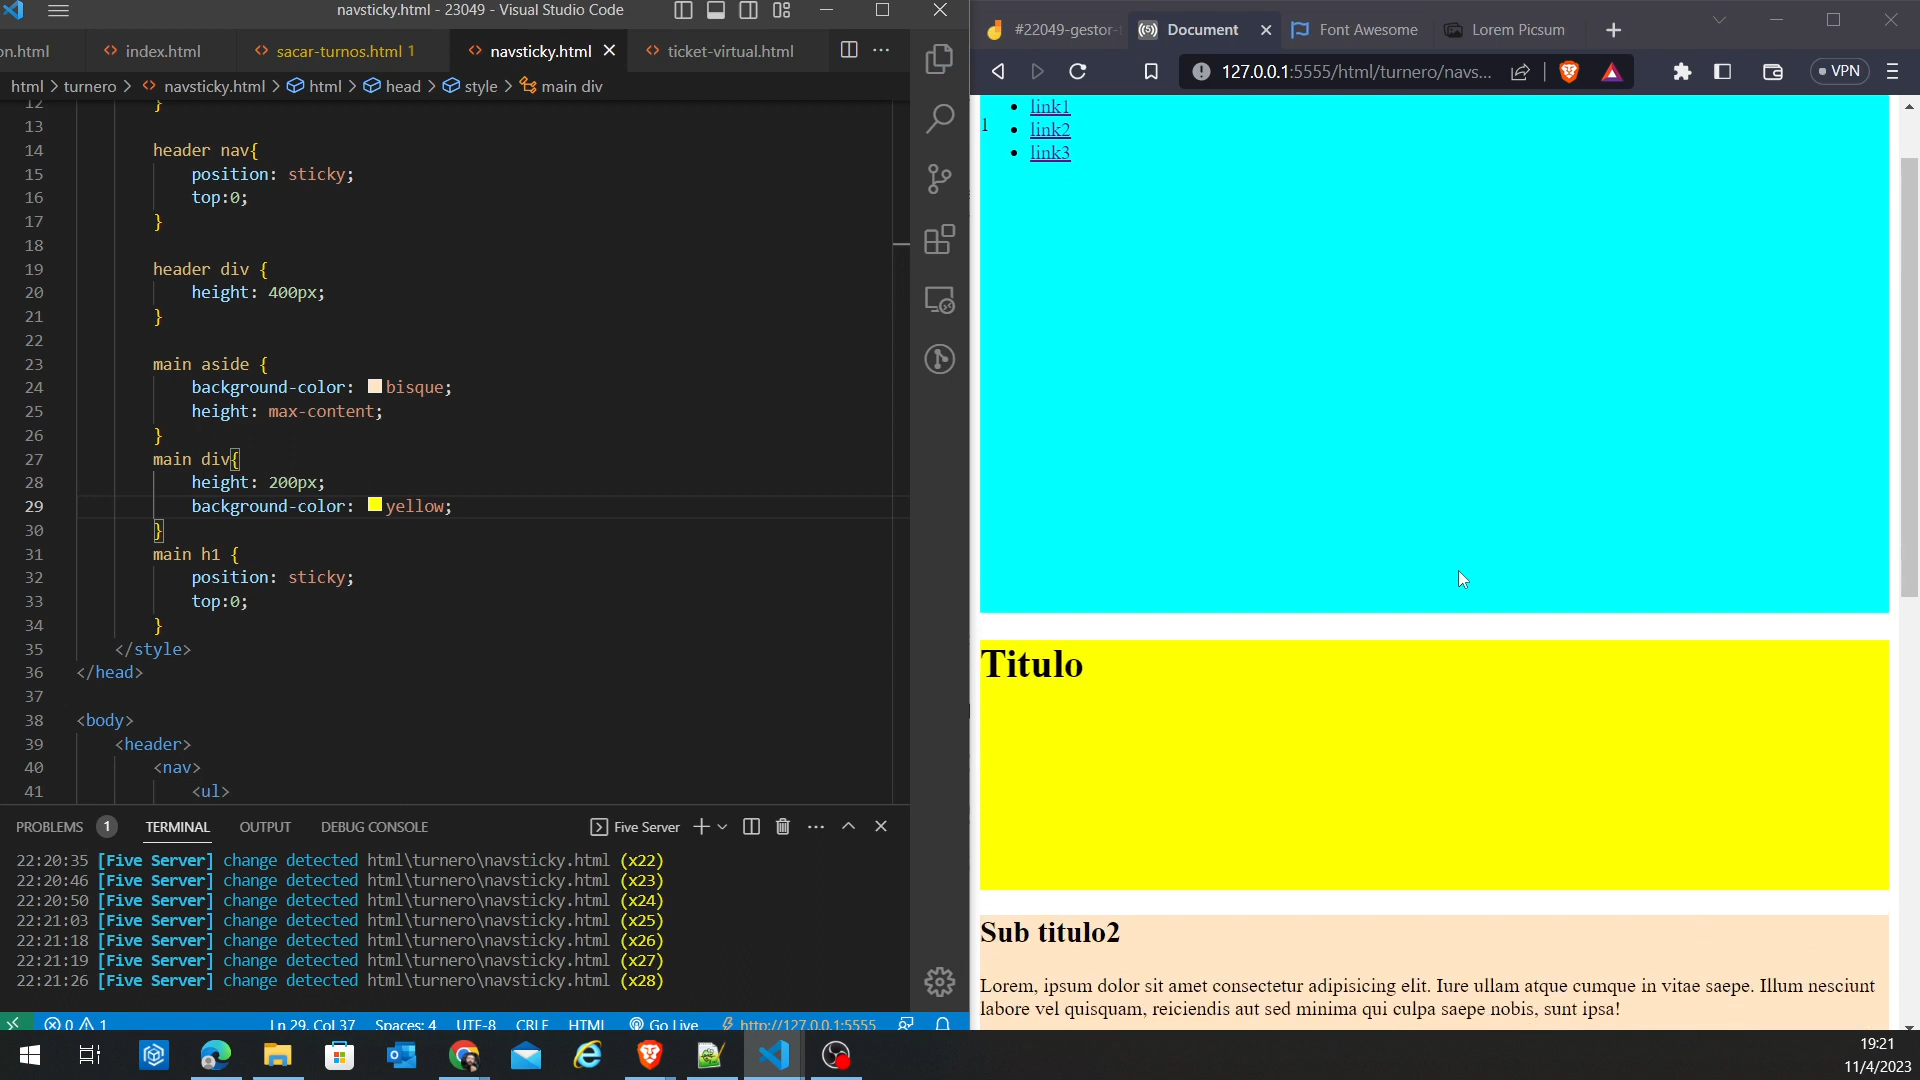 navsticky.html - 23049 - Visual Studio Code
on.html
index.html
sacar-turnos.html 1
navsticky.html
ticket-virtual.html
html > turnero > navsticky.html > html > head > style > main div
12 }
13
14 header nav{
15 position: sticky;
16 top:0;
17 }
18
19 header div {
20 height: 400px;
21 }
22
23 main aside {
24 background-color: bisque;
25 height: max-content;
26 }
27 main div{
28 height: 200px;
29 background-color: yellow;
30 }
31 main h1 {
32 position: sticky;
33 top:0;
34 }
35 </style>
36 </head>
37
38 <body>
39 <header>
40 <nav>
41 <ul>
PROBLEMS 1 TERMINAL OUTPUT DEBUG CONSOLE Five Server
22:20:35 [Five Server] change detected html\turnero\navsticky.html (x22)
22:20:46 [Five Server] change detected html\turnero\navsticky.html (x23)
22:20:50 [Five Server] change detected html\turnero\navsticky.html (x24)
22:21:03 [Five Server] change detected html\turnero\navsticky.html (x25)
22:21:18 [Five Server] change detected html\turnero\navsticky.html (x26)
22:21:19 [Five Server] change detected html\turnero\navsticky.html (x27)
22:21:26 [Five Server] change detected html\turnero\navsticky.html (x28)
0 1 Ln 29, Col 37 Spaces: 4 UTF-8 CRLF HTML Go Live http://127.0.0.1:5555
#22049-gestor-t
Document
Font Awesome
Lorem Picsum
127.0.0.1:5555/html/turnero/navs...
VPN
link1
1
link2
link3
Titulo
Sub titulo2
Lorem, ipsum dolor sit amet consectetur adipisicing elit. Iure ullam atque cumque in vitae saepe. Illum nesciunt
labore vel quisquam, reiciendis aut sed minima qui culpa saepe nobis, sunt ipsa!
19:21
11/4/2023